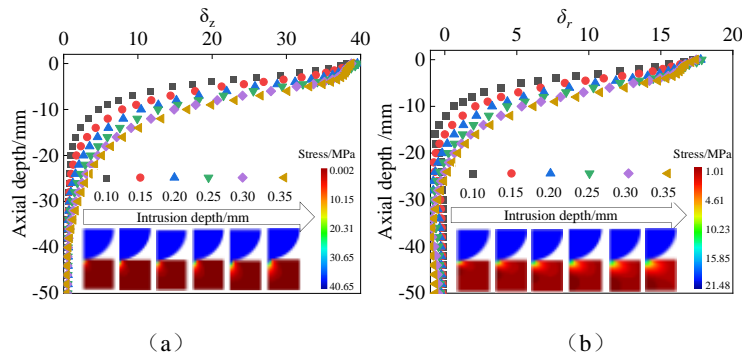 δz
δr
0 10 20 30 40
0 5 10 15 20
0
-10
-20
-30
-40
-50
Axial depth/mm
Stress/MPa
0.002
10.15
20.31
30.65
40.65
0.10 0.15 0.20 0.25 0.30 0.35
Intrusion depth/mm
0
-10
-20
-30
-40
-50
Axial depth /mm
Stress/MPa
1.01
4.61
10.23
15.85
21.48
0.10 0.15 0.20 0.25 0.30 0.35
Intrusion depth/mm
（a）
（b）